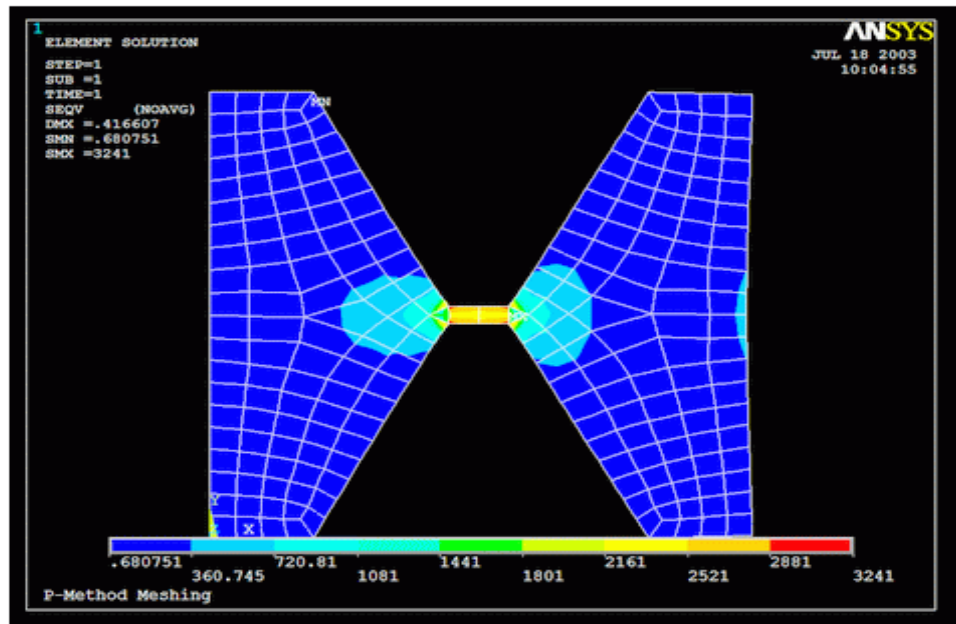 1
ELEMENT SOLUTION
STEP=1
SUB =1
TIME=1
SEQV (NOAVG)
DMX =.416607
SMN =.680751
SMX =3241
ANSYS
JUL 18 2003
10:04:55
MN
MX
Y
Z X
.680751 720.81 1441 2161 2881
360.745 1081 1801 2521 3241
P-Method Meshing